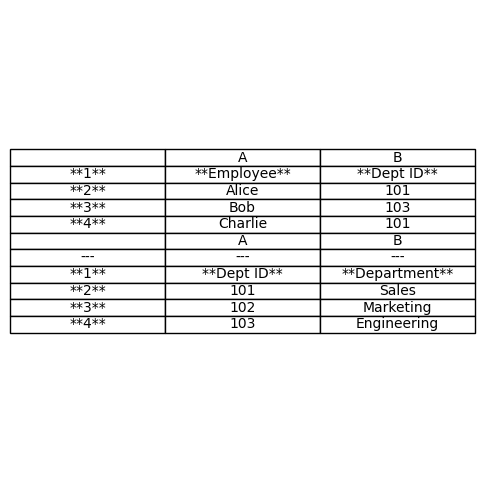 A B
**1** **Employee** **Dept ID**
**2** Alice 101
**3** Bob 103
**4** Charlie 101
A B
--- --- ---
**1** **Dept ID** **Department**
**2** 101 Sales
**3** 102 Marketing
**4** 103 Engineering